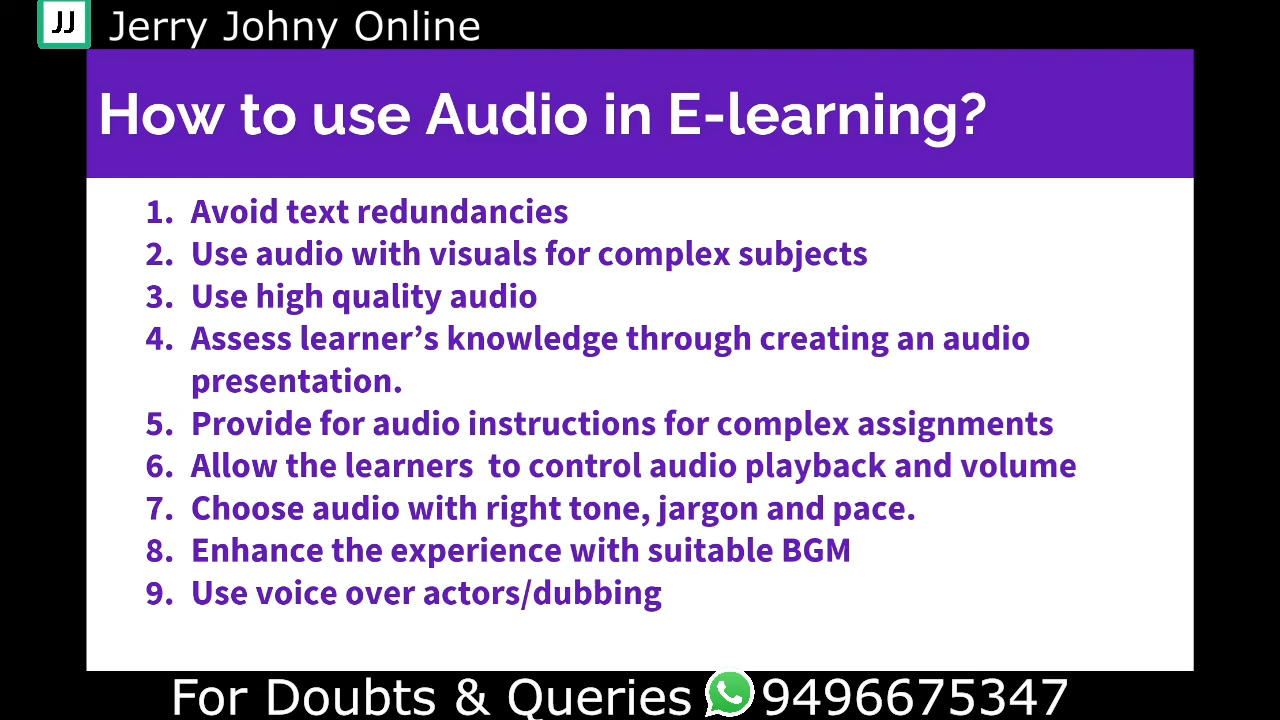 JJ Jerry Johny Online
How to use Audio in E-learning?
1. Avoid text redundancies
2. Use audio with visuals for complex subjects
3. Use high quality audio
4. Assess learner’s knowledge through creating an audio
presentation.
5. Provide for audio instructions for complex assignments
6. Allow the learners  to control audio playback and volume
7. Choose audio with right tone, jargon and pace.
8. Enhance the experience with suitable BGM
9. Use voice over actors/dubbing
For Doubts & Queries 9496675347